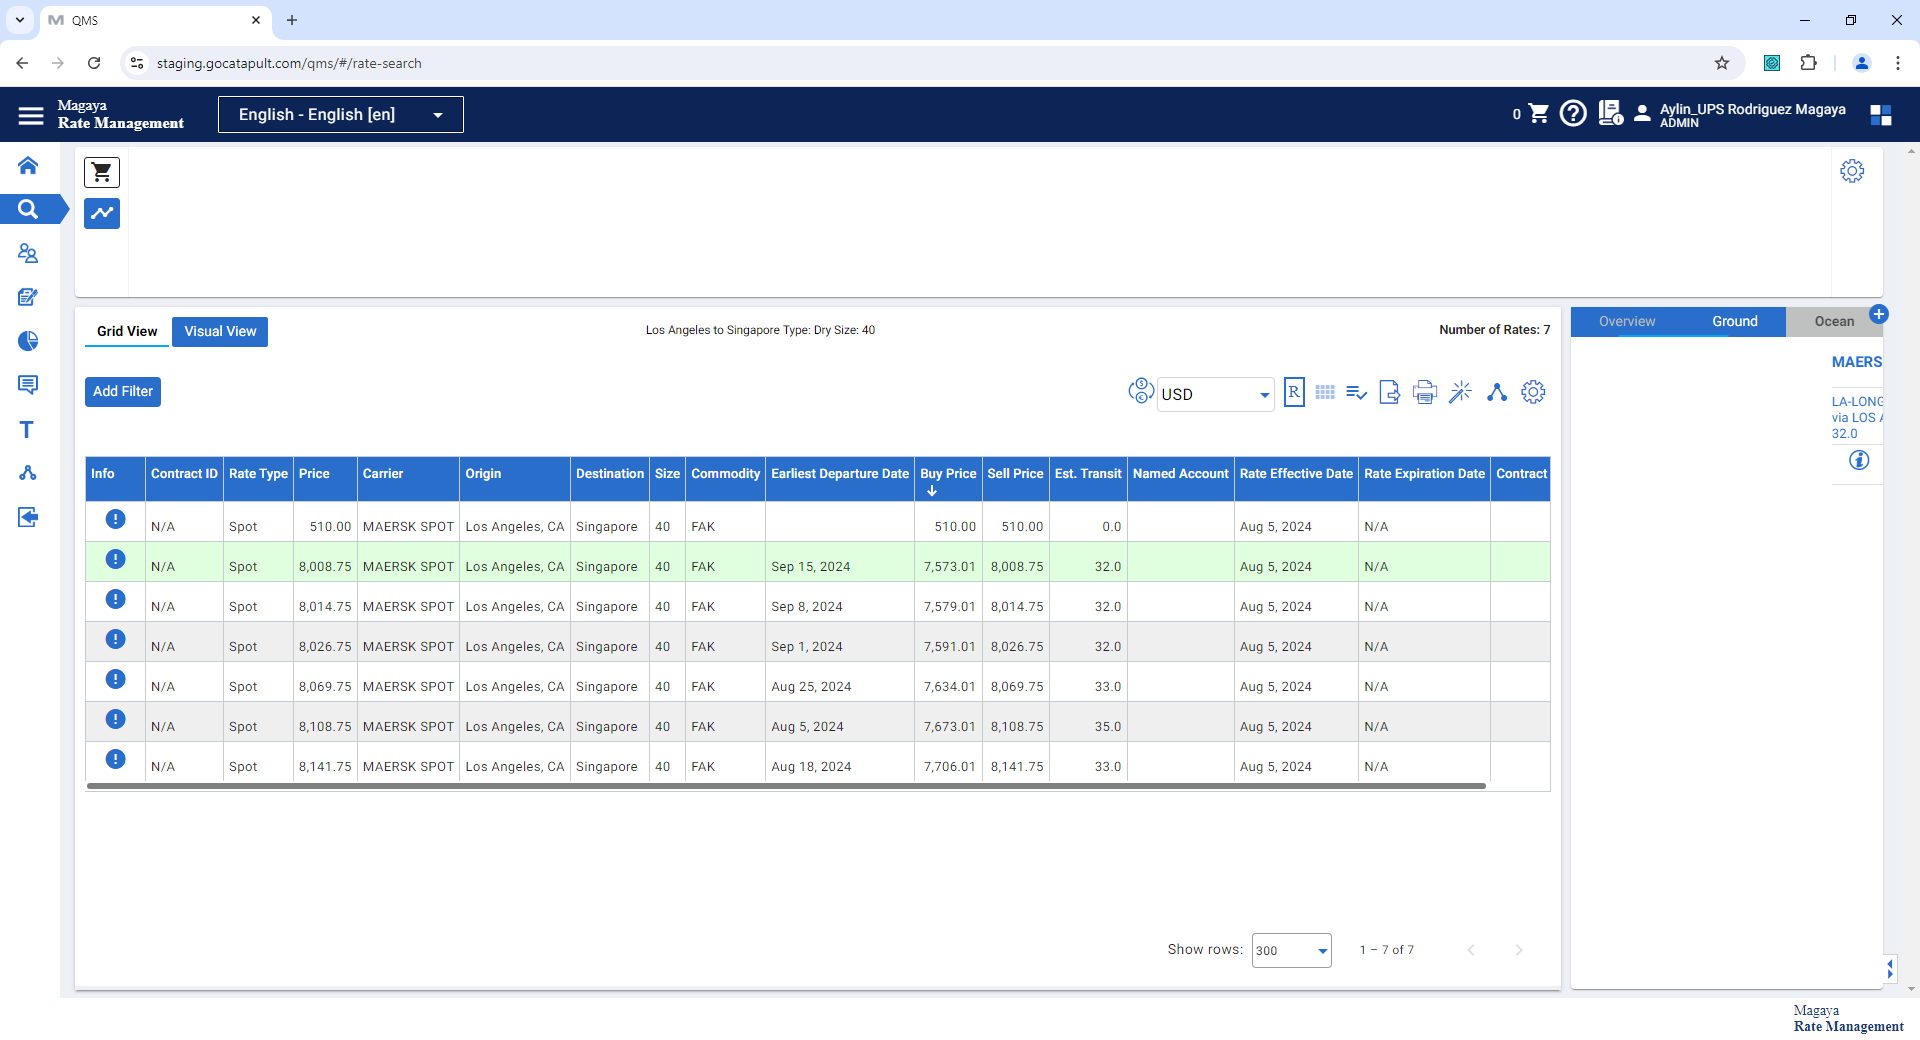 QMS
staging.gocatapult.com/qms/#/rate-search
Magaya
Rate Management
English - English [en]
0
Aylin_UPS Rodriguez Magaya
ADMIN
Grid View
Visual View
Los Angeles to Singapore Type: Dry Size: 40
Number of Rates: 7
Overview
Ground
Ocean
MAERS
LA-LONG
via LOS A
32.0
Add Filter
USD
R
Info Contract ID Rate Type Price Carrier Origin Destination Size Commodity Earliest Departure Date Buy Price Sell Price Est. Transit Named Account Rate Effective Date Rate Expiration Date Contract
N/A Spot 510.00 MAERSK SPOT Los Angeles, CA Singapore 40 FAK 510.00 510.00 0.0 Aug 5, 2024 N/A
N/A Spot 8,008.75 MAERSK SPOT Los Angeles, CA Singapore 40 FAK Sep 15, 2024 7,573.01 8,008.75 32.0 Aug 5, 2024 N/A
N/A Spot 8,014.75 MAERSK SPOT Los Angeles, CA Singapore 40 FAK Sep 8, 2024 7,579.01 8,014.75 32.0 Aug 5, 2024 N/A
N/A Spot 8,026.75 MAERSK SPOT Los Angeles, CA Singapore 40 FAK Sep 1, 2024 7,591.01 8,026.75 32.0 Aug 5, 2024 N/A
N/A Spot 8,069.75 MAERSK SPOT Los Angeles, CA Singapore 40 FAK Aug 25, 2024 7,634.01 8,069.75 33.0 Aug 5, 2024 N/A
N/A Spot 8,108.75 MAERSK SPOT Los Angeles, CA Singapore 40 FAK Aug 5, 2024 7,673.01 8,108.75 35.0 Aug 5, 2024 N/A
N/A Spot 8,141.75 MAERSK SPOT Los Angeles, CA Singapore 40 FAK Aug 18, 2024 7,706.01 8,141.75 33.0 Aug 5, 2024 N/A
Show rows: 300 1 – 7 of 7
Magaya
Rate Management